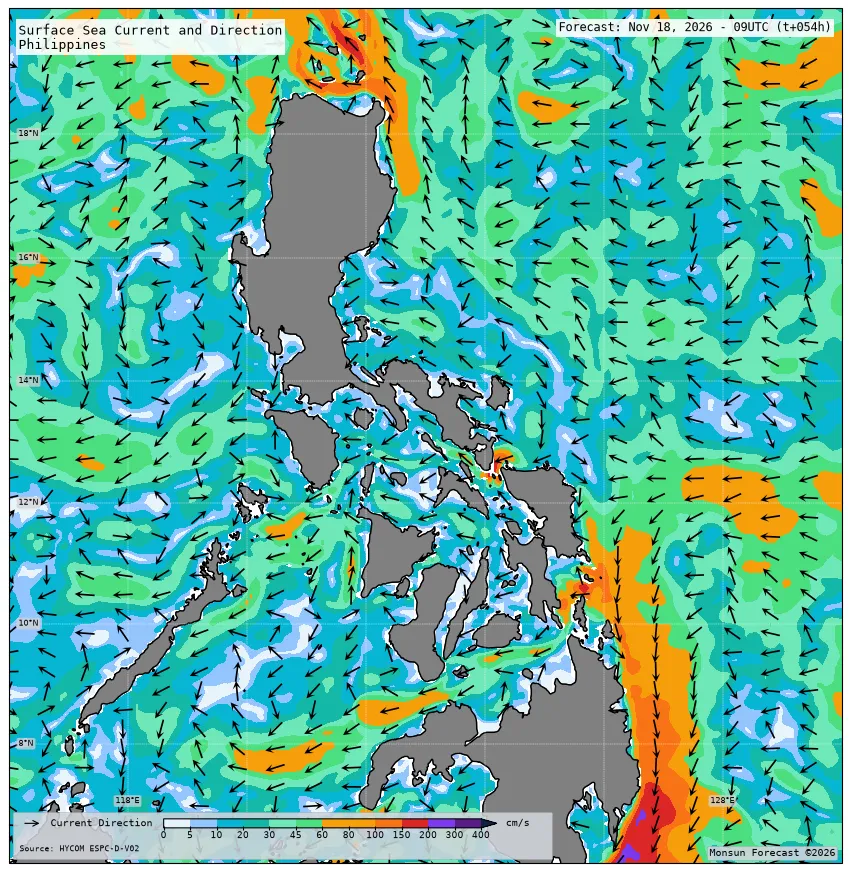 Surface Sea Current and Direction
Philippines
Forecast: Nov 18, 2026 - 09UTC (t+054h)
18°N
16°N
14°N
12°N
10°N
8°N
118°E
128°E
Current Direction
cm/s
0 5 10 20 30 45 60 80 100 150 200 300 400
Source: HYCOM ESPC-D-V02
Monsun Forecast ©2026